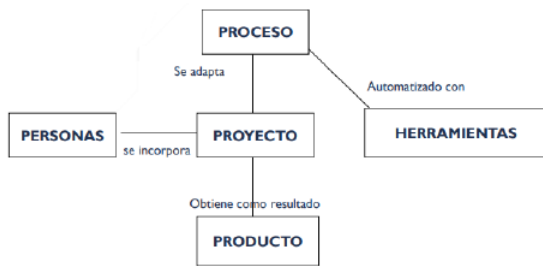 PROCESO
Se adapta
Automatizado con
PERSONAS
se incorpora
PROYECTO
HERRAMIENTAS
Obtiene como resultado
PRODUCTO